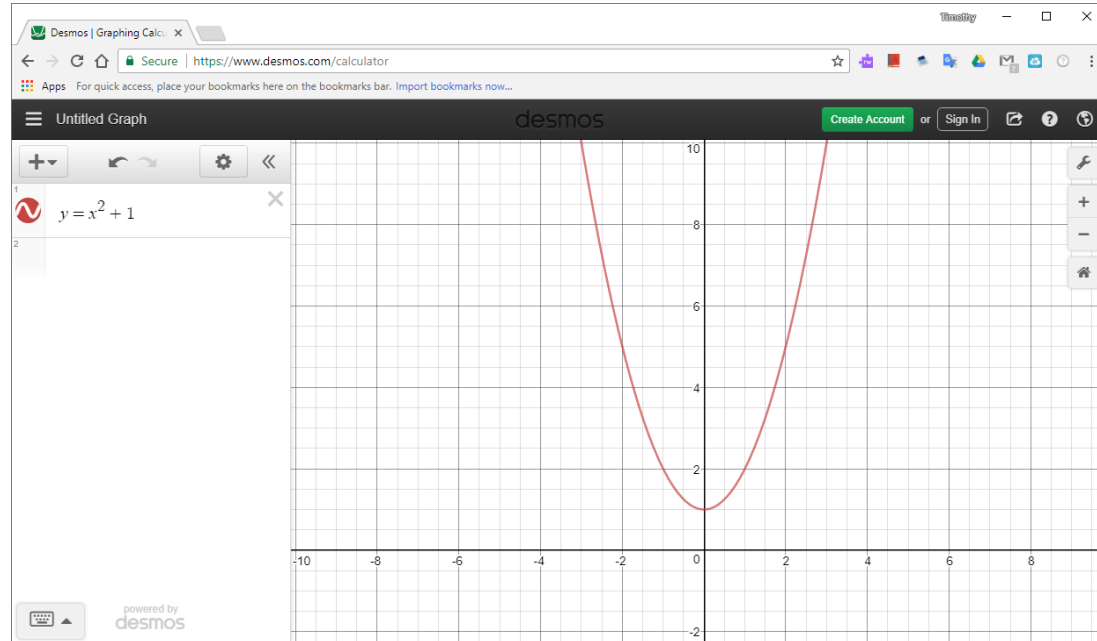 Timothy
Desmos | Graphing Calcu
Secure | https://www.desmos.com/calculator
Apps For quick access, place your bookmarks here on the bookmarks bar. Import bookmarks now...
Untitled Graph desmos Create Account or Sign In
1
y = x² + 1
2
10
8
6
4
2
-10 -8 -6 -4 -2 0 2 4 6 8
-2
powered by
desmos